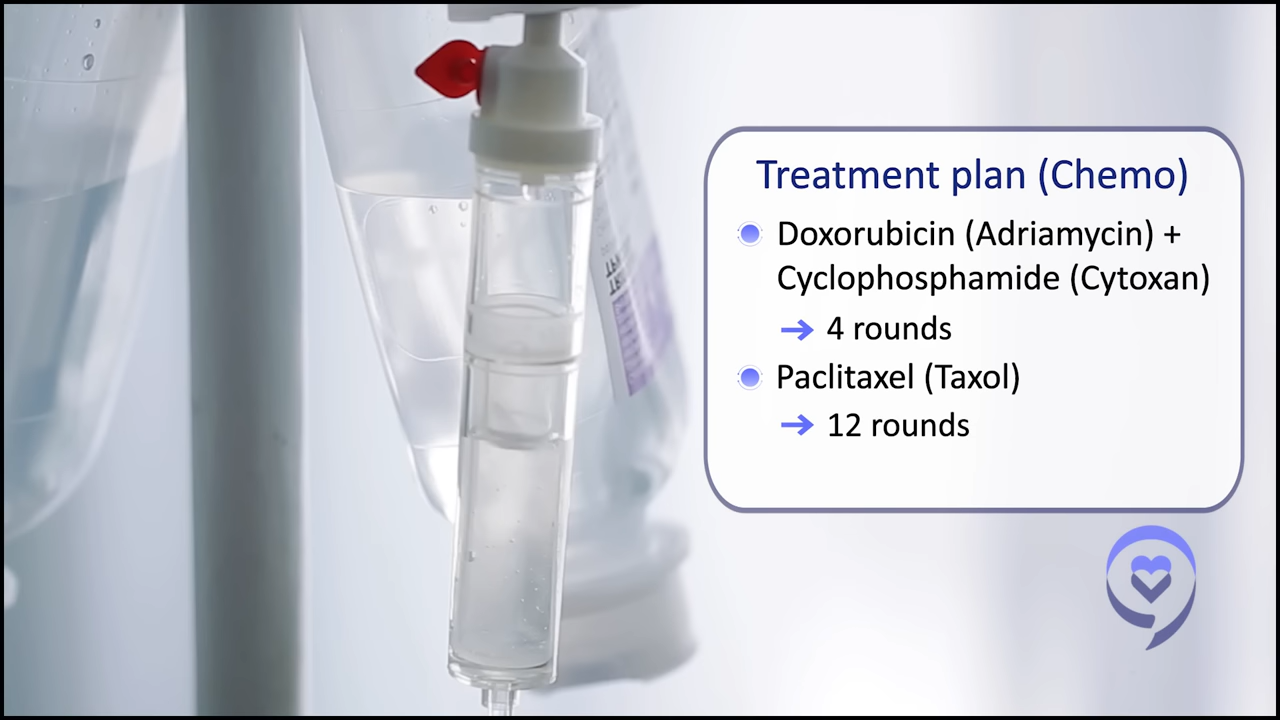 Treatment plan (Chemo)
Doxorubicin (Adriamycin) +
Cyclophosphamide (Cytoxan)
→ 4 rounds
Paclitaxel (Taxol)
→ 12 rounds